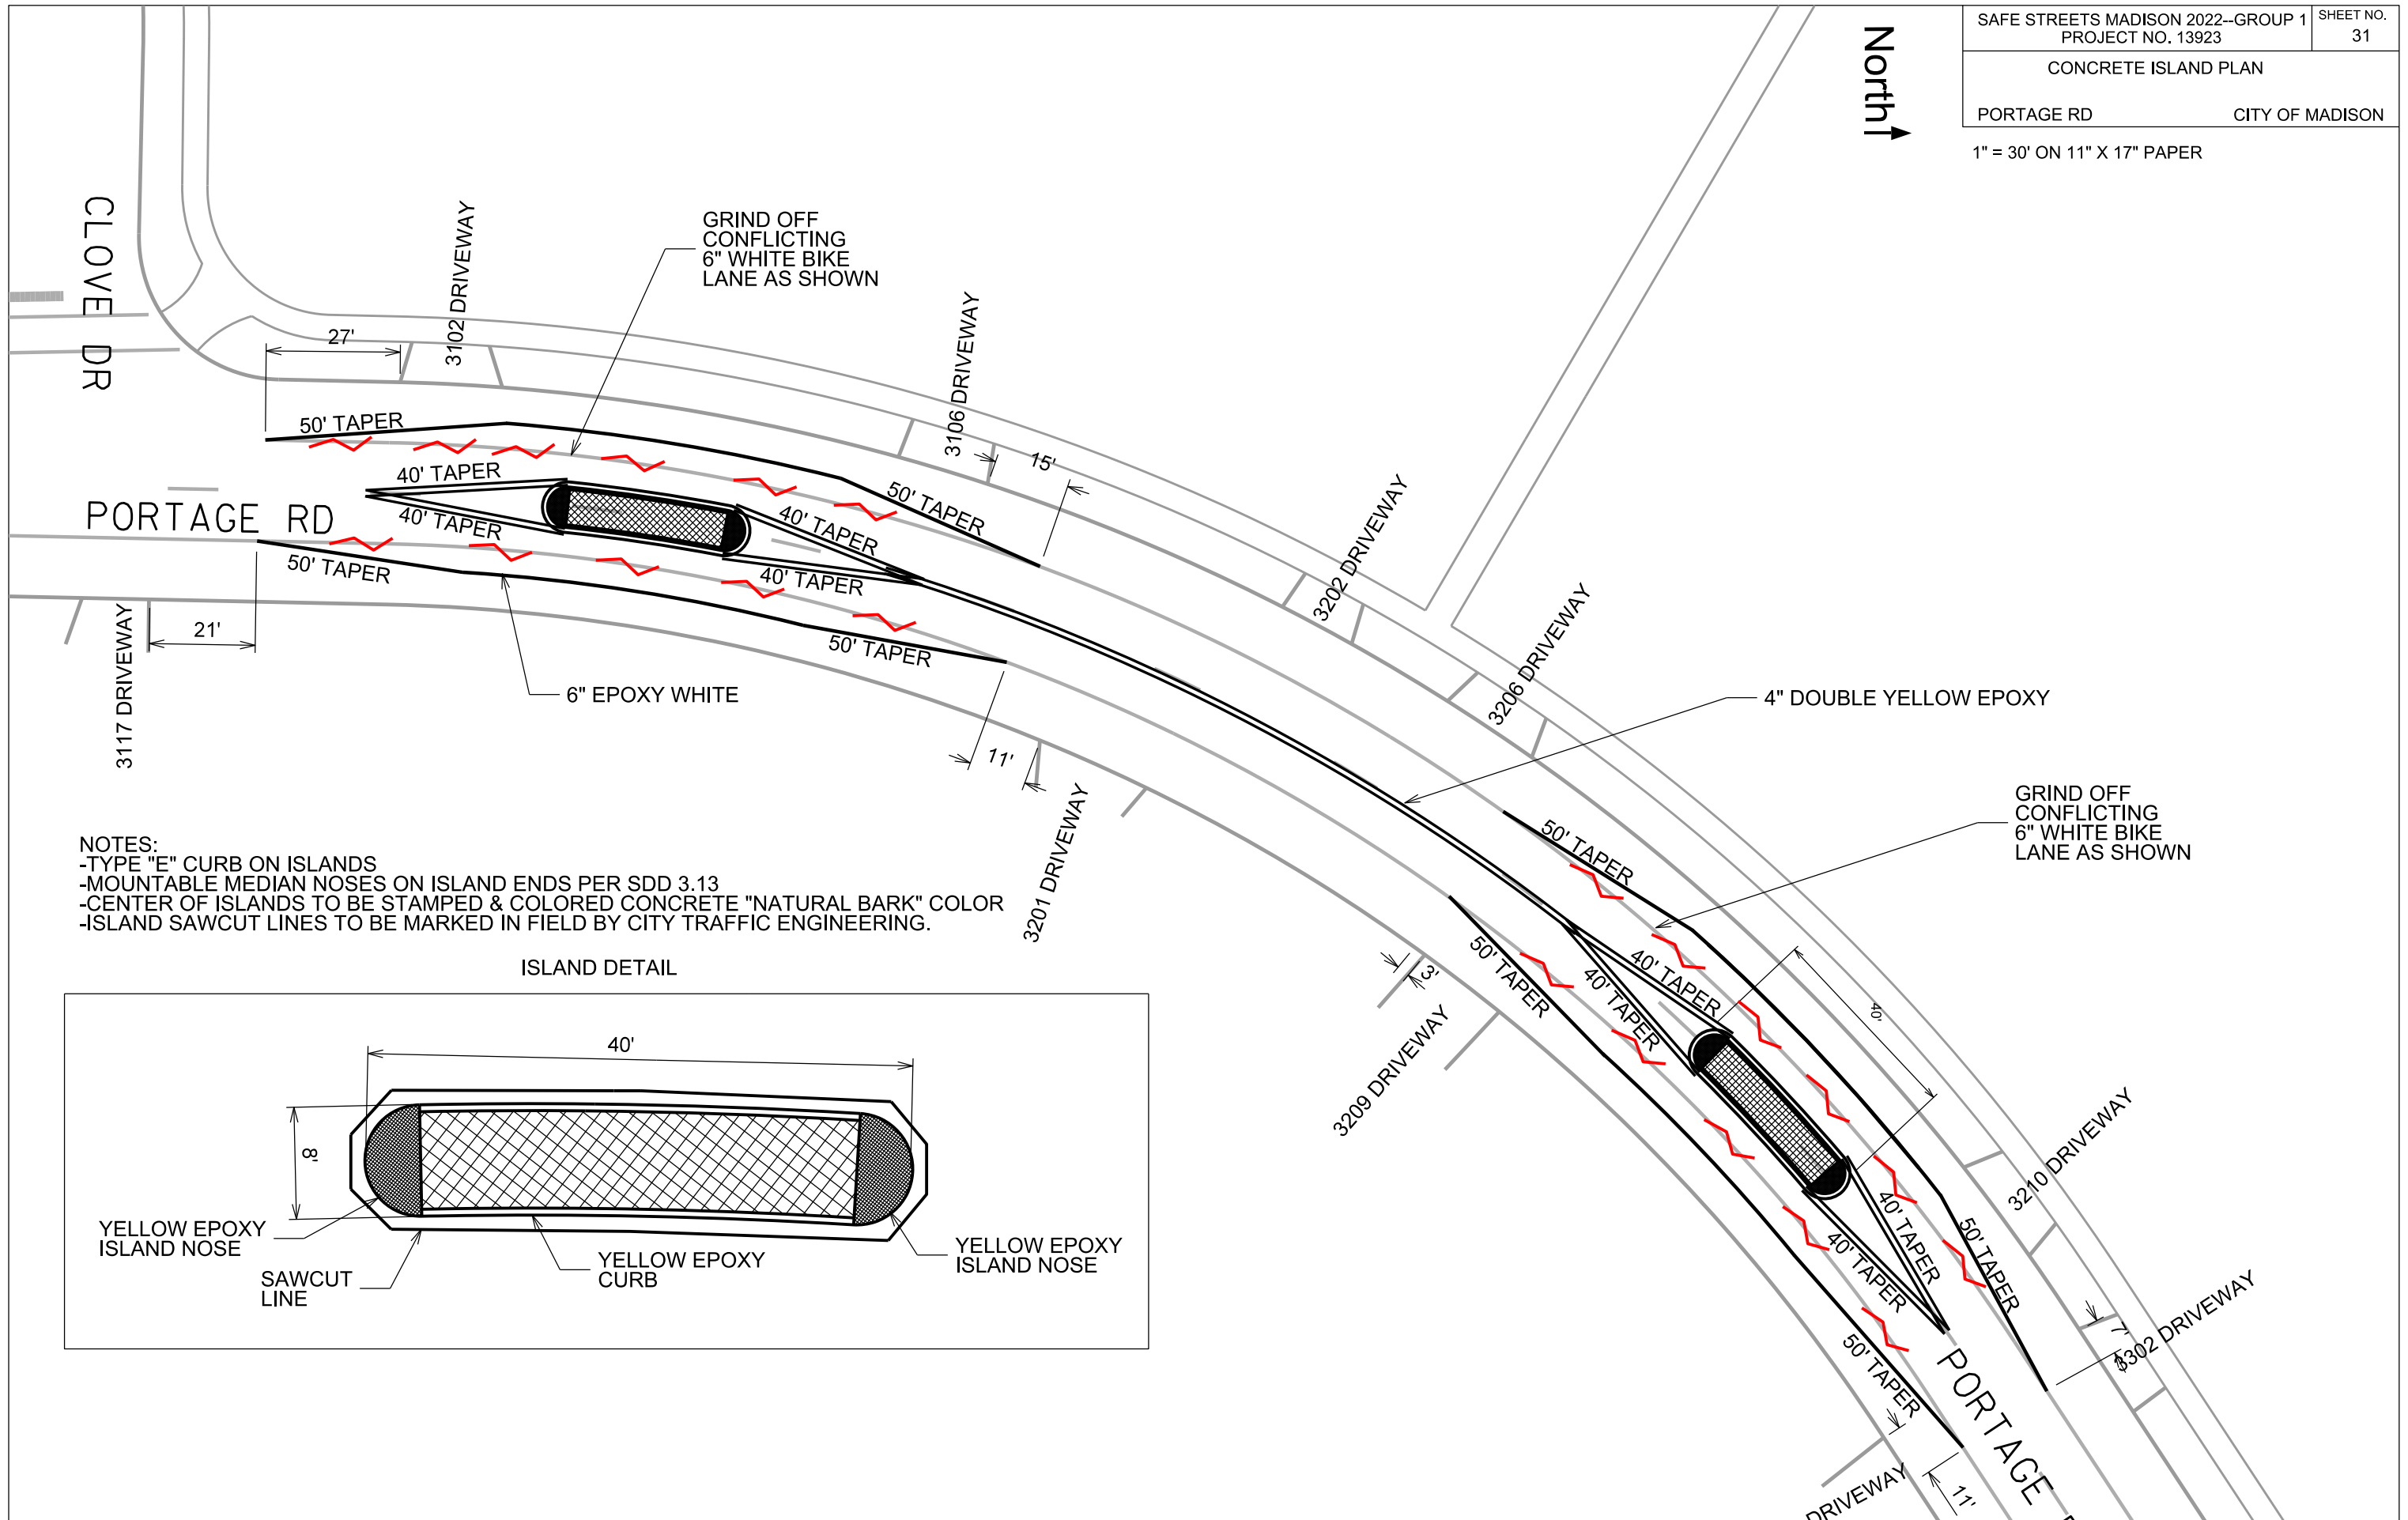 SAFE STREETS MADISON 2022--GROUP 1
PROJECT NO. 13923
SHEET NO.
31
CONCRETE ISLAND PLAN
PORTAGE RD
CITY OF MADISON
1" = 30' ON 11" X 17" PAPER
North
CLOVE DR
3102 DRIVEWAY
GRIND OFF
CONFLICTING
6" WHITE BIKE
LANE AS SHOWN
27'
3106 DRIVEWAY
15'
50' TAPER
40' TAPER
PORTAGE RD
40' TAPER
50' TAPER
40' TAPER
50' TAPER
40' TAPER
50' TAPER
21'
3117 DRIVEWAY
6" EPOXY WHITE
11'
3201 DRIVEWAY
3202 DRIVEWAY
3206 DRIVEWAY
4" DOUBLE YELLOW EPOXY
GRIND OFF
CONFLICTING
6" WHITE BIKE
LANE AS SHOWN
50' TAPER
40' TAPER
40' TAPER
50' TAPER
40'
3'
3209 DRIVEWAY
3210 DRIVEWAY
40' TAPER
50' TAPER
40' TAPER
50' TAPER
7'
3302 DRIVEWAY
PORTAGE
DRIVEWAY
11'
NOTES:
-TYPE "E" CURB ON ISLANDS
-MOUNTABLE MEDIAN NOSES ON ISLAND ENDS PER SDD 3.13
-CENTER OF ISLANDS TO BE STAMPED & COLORED CONCRETE "NATURAL BARK" COLOR
-ISLAND SAWCUT LINES TO BE MARKED IN FIELD BY CITY TRAFFIC ENGINEERING.
ISLAND DETAIL
40'
8'
YELLOW EPOXY
ISLAND NOSE
SAWCUT
LINE
YELLOW EPOXY
CURB
YELLOW EPOXY
ISLAND NOSE